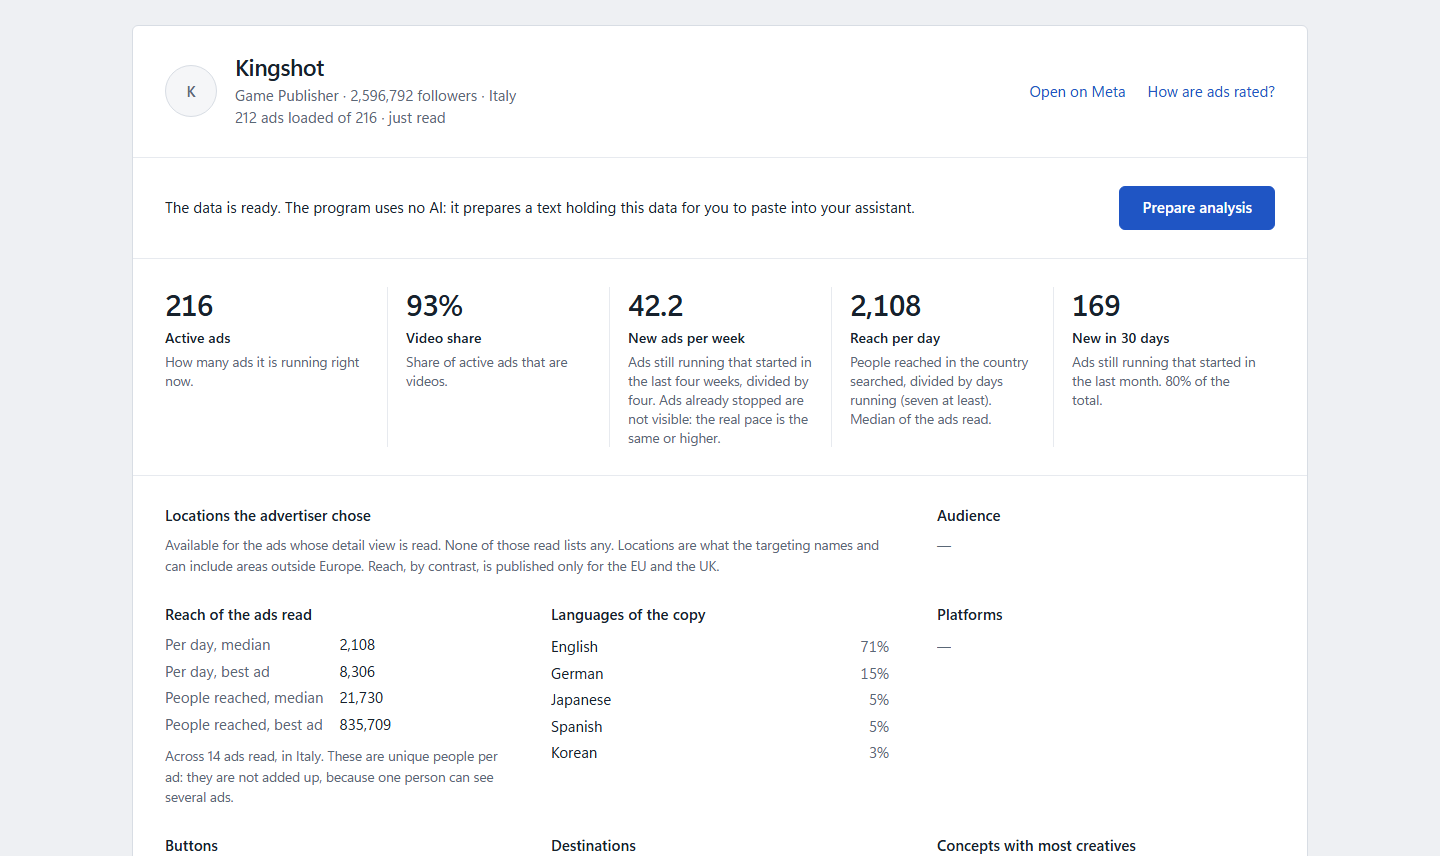 K
Kingshot
Game Publisher · 2,596,792 followers · Italy
212 ads loaded of 216 · just read
Open on Meta
How are ads rated?
The data is ready. The program uses no AI: it prepares a text holding this data for you to paste into your assistant.
Prepare analysis
216
Active ads
How many ads it is running right
now.
93%
Video share
Share of active ads that are
videos.
42.2
New ads per week
Ads still running that started in
the last four weeks, divided by
four. Ads already stopped are
not visible: the real pace is the
same or higher.
2,108
Reach per day
People reached in the country
searched, divided by days
running (seven at least).
Median of the ads read.
169
New in 30 days
Ads still running that started in
the last month. 80% of the
total.
Locations the advertiser chose
Available for the ads whose detail view is read. None of those read lists any. Locations are what the targeting names and
can include areas outside Europe. Reach, by contrast, is published only for the EU and the UK.
Audience
—
Reach of the ads read
Per day, median 2,108
Per day, best ad 8,306
People reached, median 21,730
People reached, best ad 835,709
Across 14 ads read, in Italy. These are unique people per
ad: they are not added up, because one person can see
several ads.
Languages of the copy
English 71%
German 15%
Japanese 5%
Spanish 5%
Korean 3%
Platforms
—
Buttons
Destinations
Concepts with most creatives